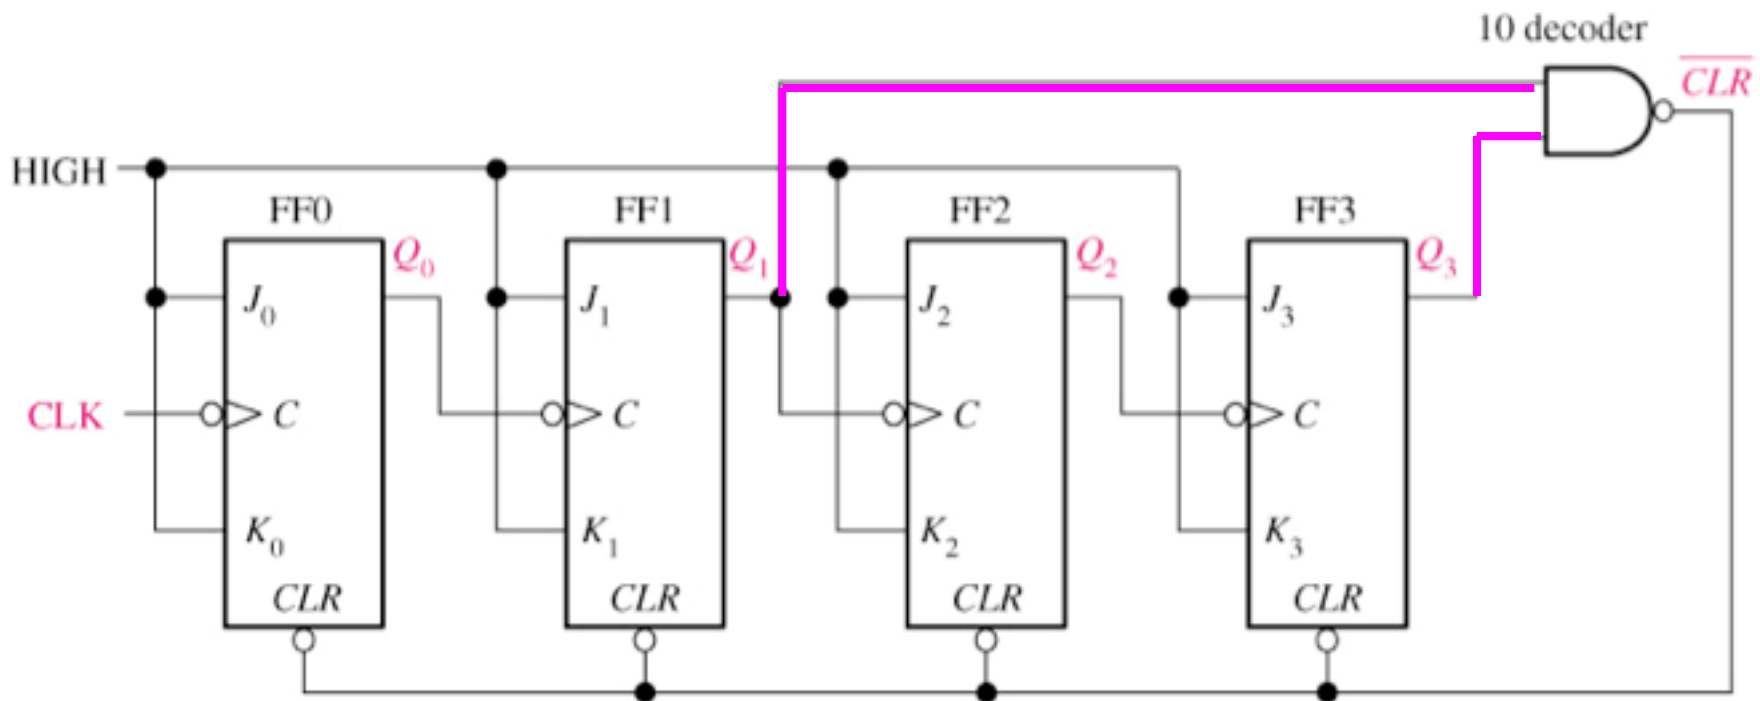 10 decoder
CLR
HIGH
FF0 FF1 FF2 FF3
Q0 Q1 Q2 Q3
J0 J1 J2 J3
CLK C C C C
K0 K1 K2 K3
CLR CLR CLR CLR